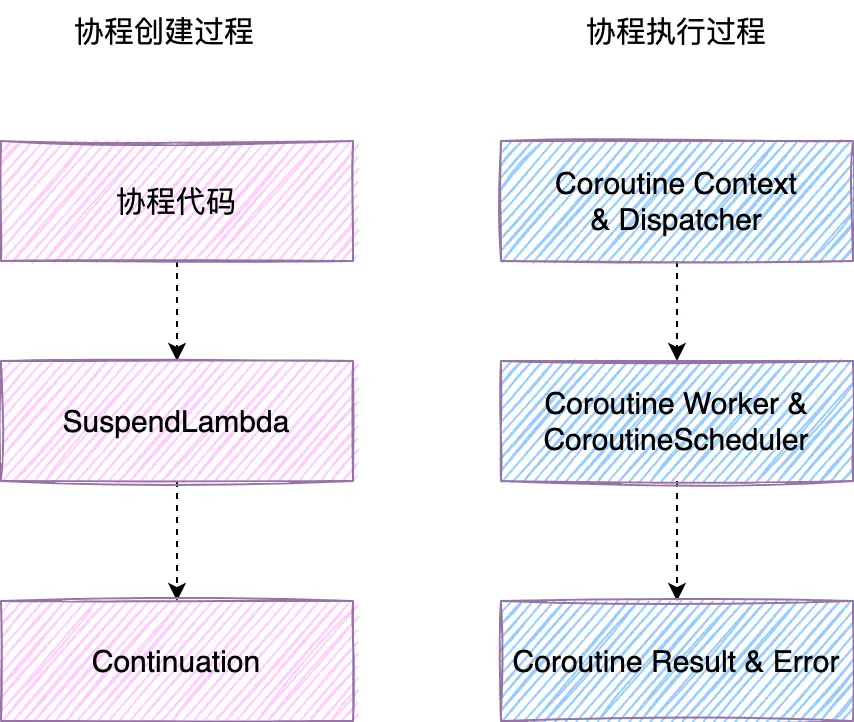 协程创建过程
协程执行过程
协程代码
SuspendLambda
Continuation
Coroutine Context
& Dispatcher
Coroutine Worker &
CoroutineScheduler
Coroutine Result & Error